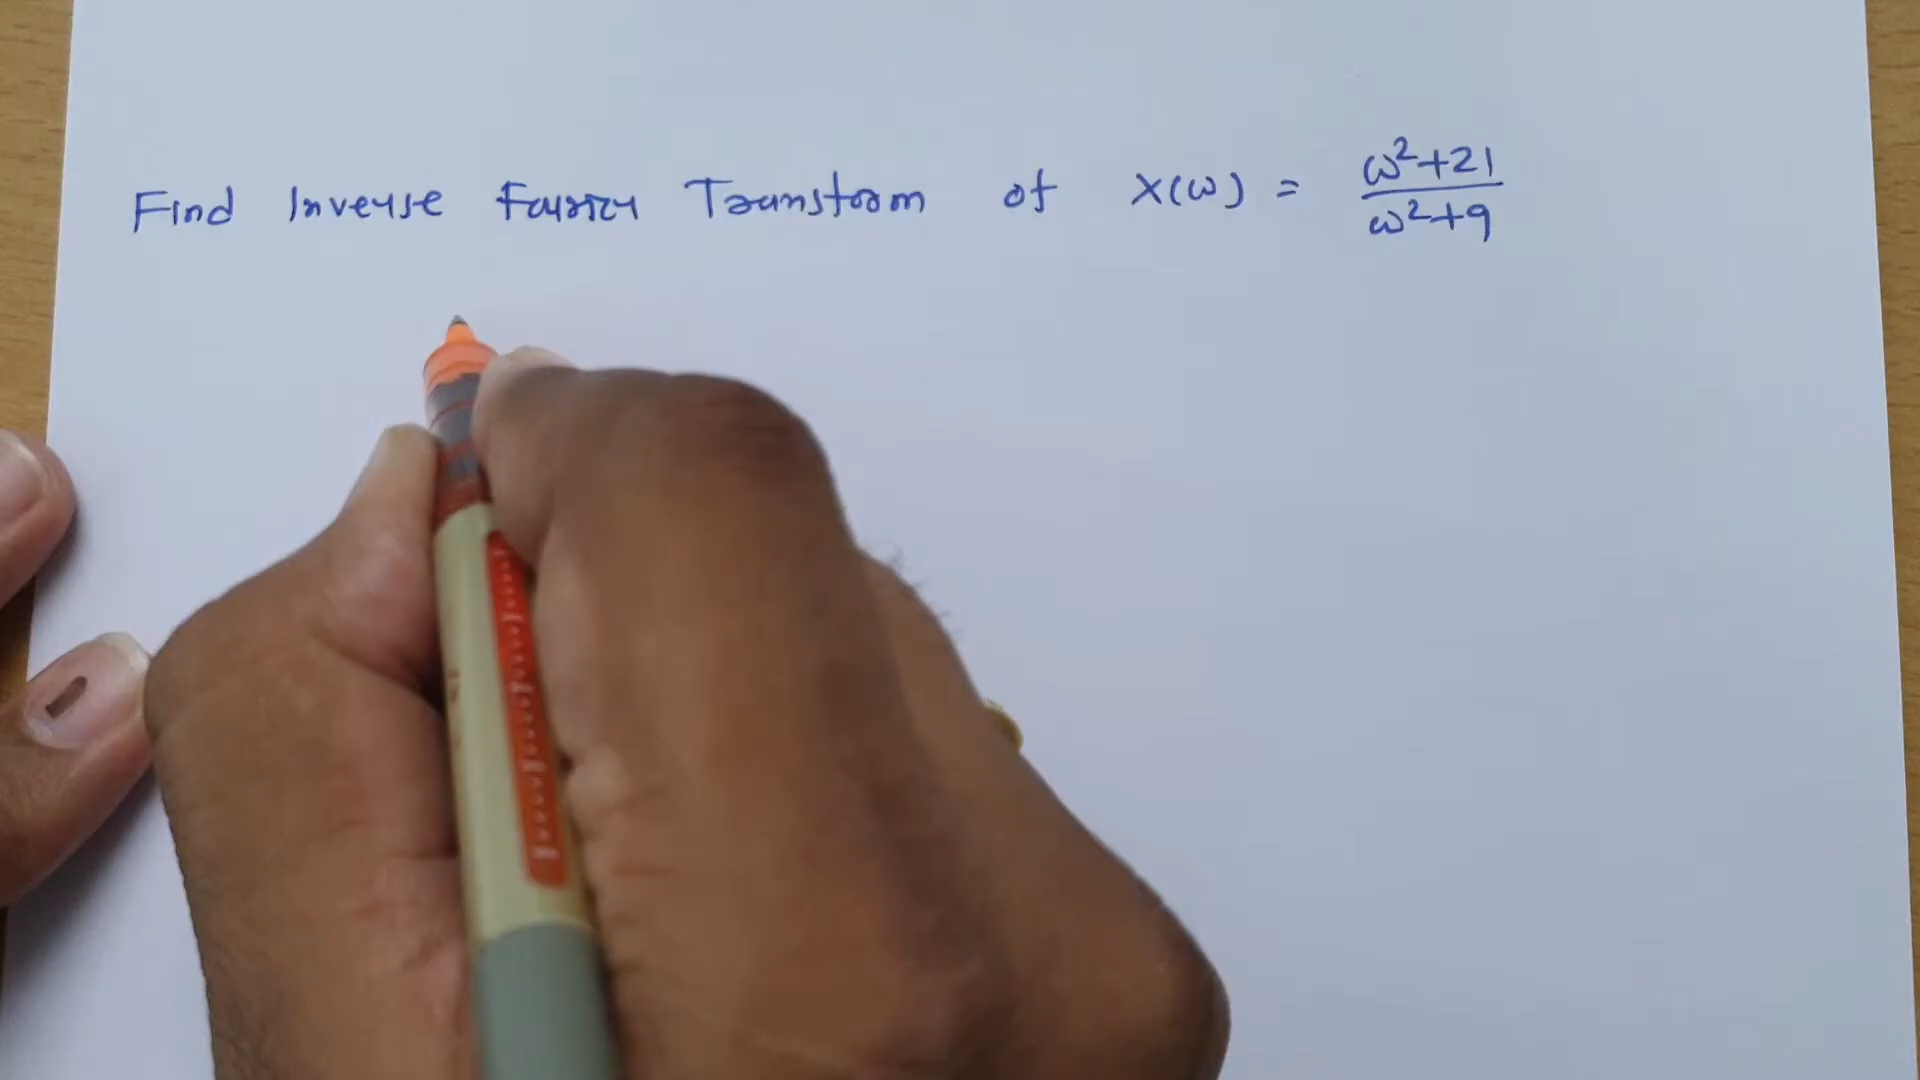 Find Inverse Fourier Transform of X(ω) = (ω²+21)/(ω²+9)